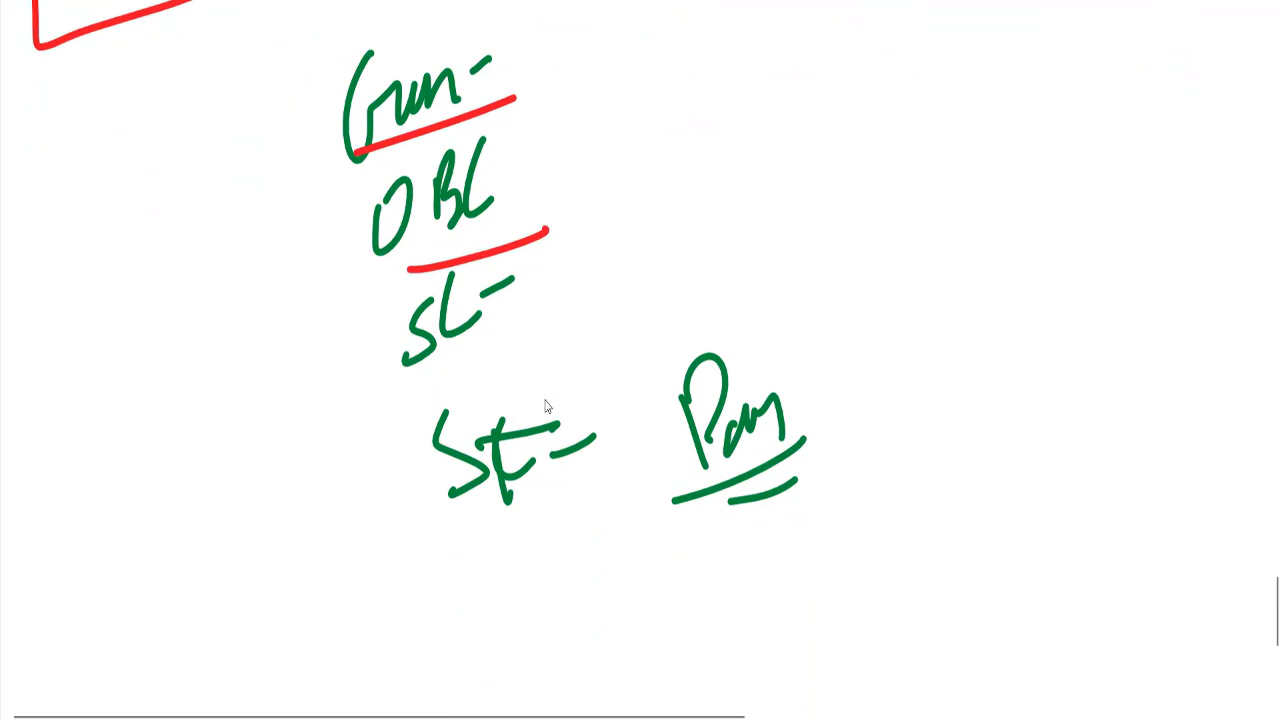 Gen-
OBC
SC-
St-
Pay